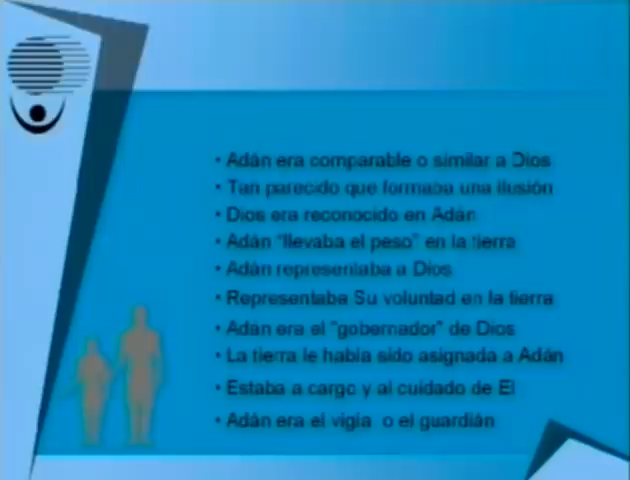 • Adán era comparable o similar a Dios
• Tan parecido que formaba una ilusión
• Dios era reconocido en Adán
• Adán "llevaba el peso" en la tierra
• Adán representaba a Dios
• Representaba Su voluntad en la tierra
• Adán era el "gobernador" de Dios
• La tierra le había sido asignada a Adán
• Estaba a cargo y al cuidado de El
• Adán era el vigía o el guardián